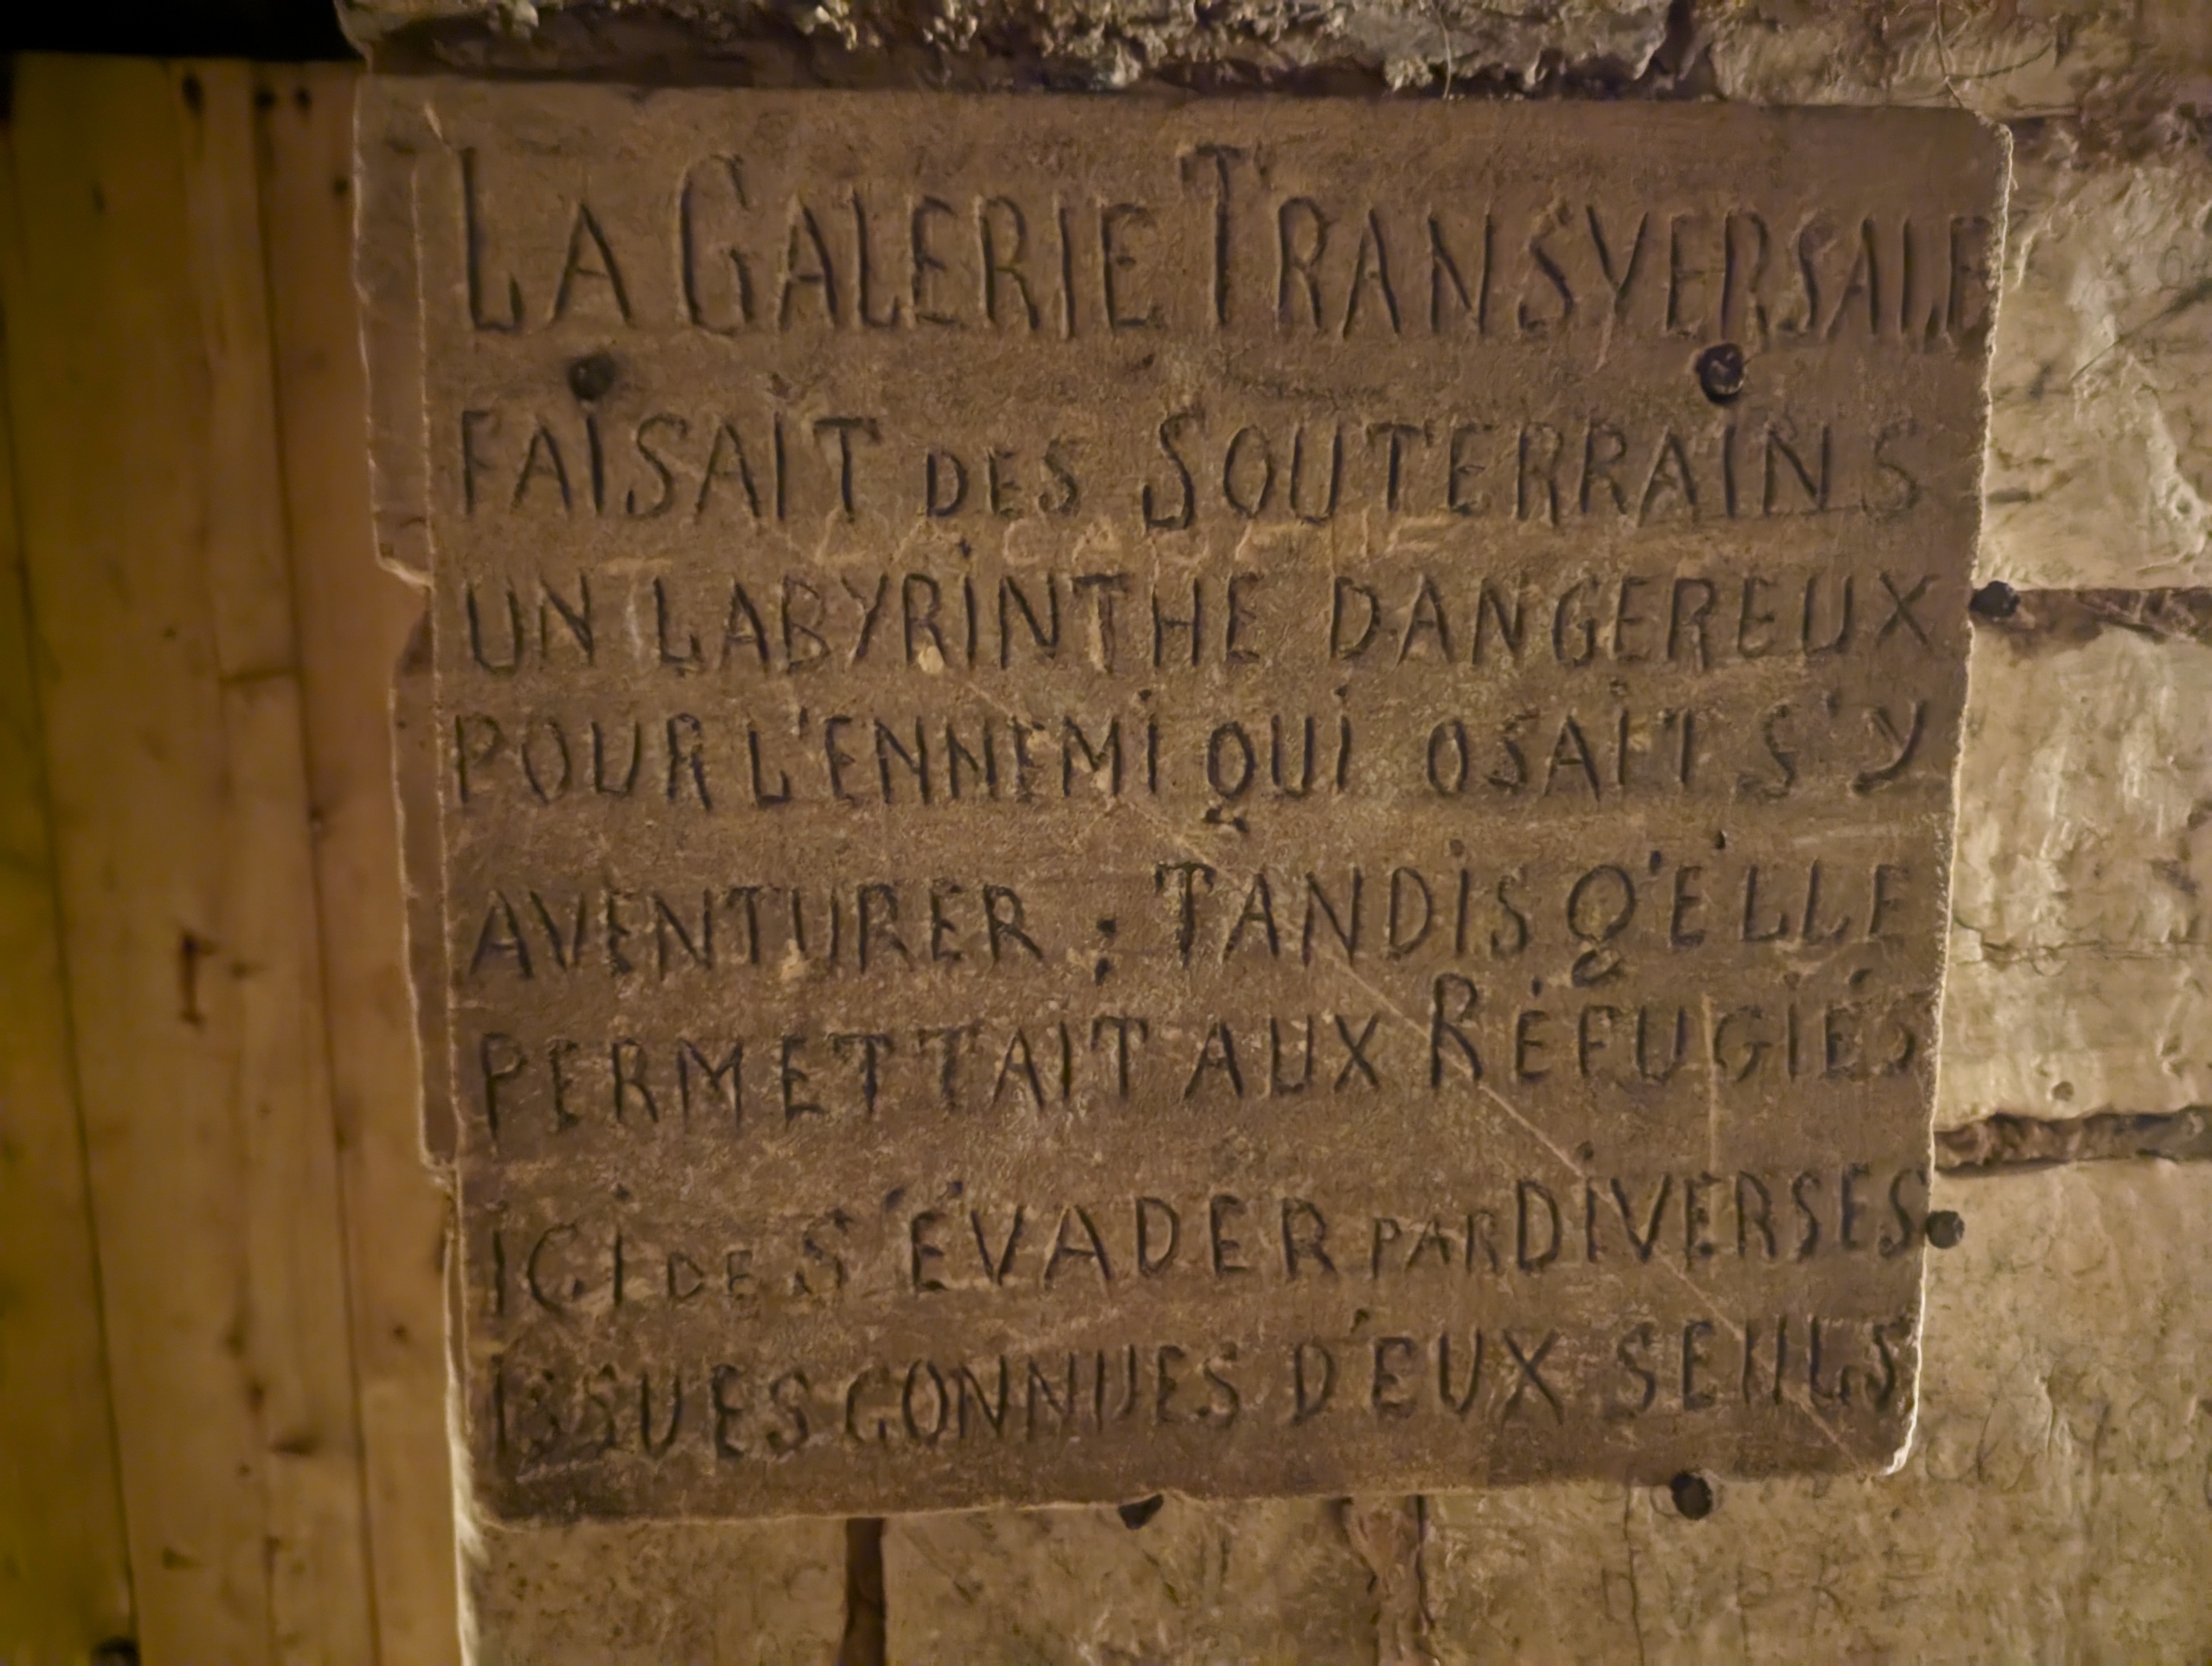 LA GALERIE TRANSVERSALE
FAISAIT DES SOUTERRAINS
UN LABYRINTHE DANGEREUX
POUR L'ENNEMI QUI OSAIT S'Y
AVENTURER ; TANDIS Q'ELLE
PERMETTAIT AUX RÉFUGIÉS
ICI DE S'ÉVADER PAR DIVERSES
ISSUES CONNUES D'EUX SEULS